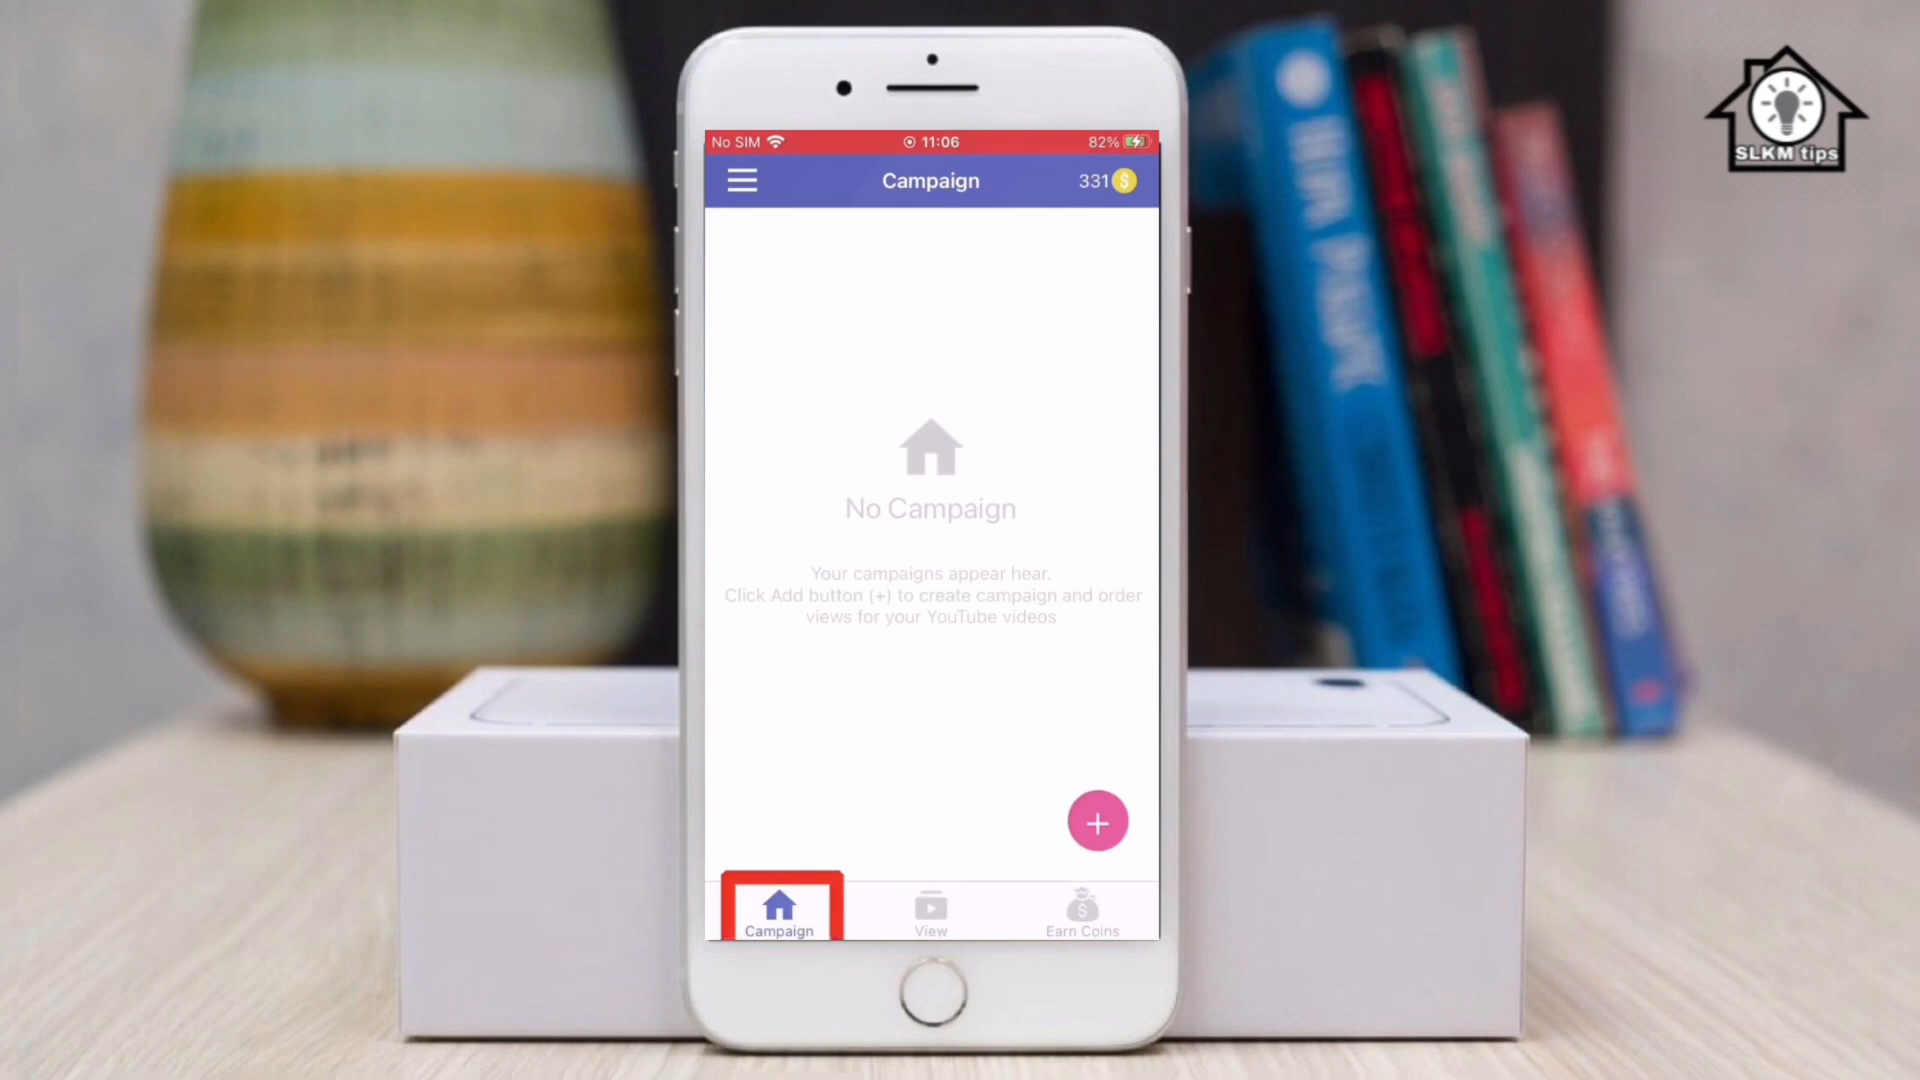 SLKM tips
No SIM
11:06
82%
Campaign
331
No Campaign
Your campaigns appear hear.
Click Add button (+) to create campaign and order
views for your YouTube videos
Campaign
View
Earn Coins